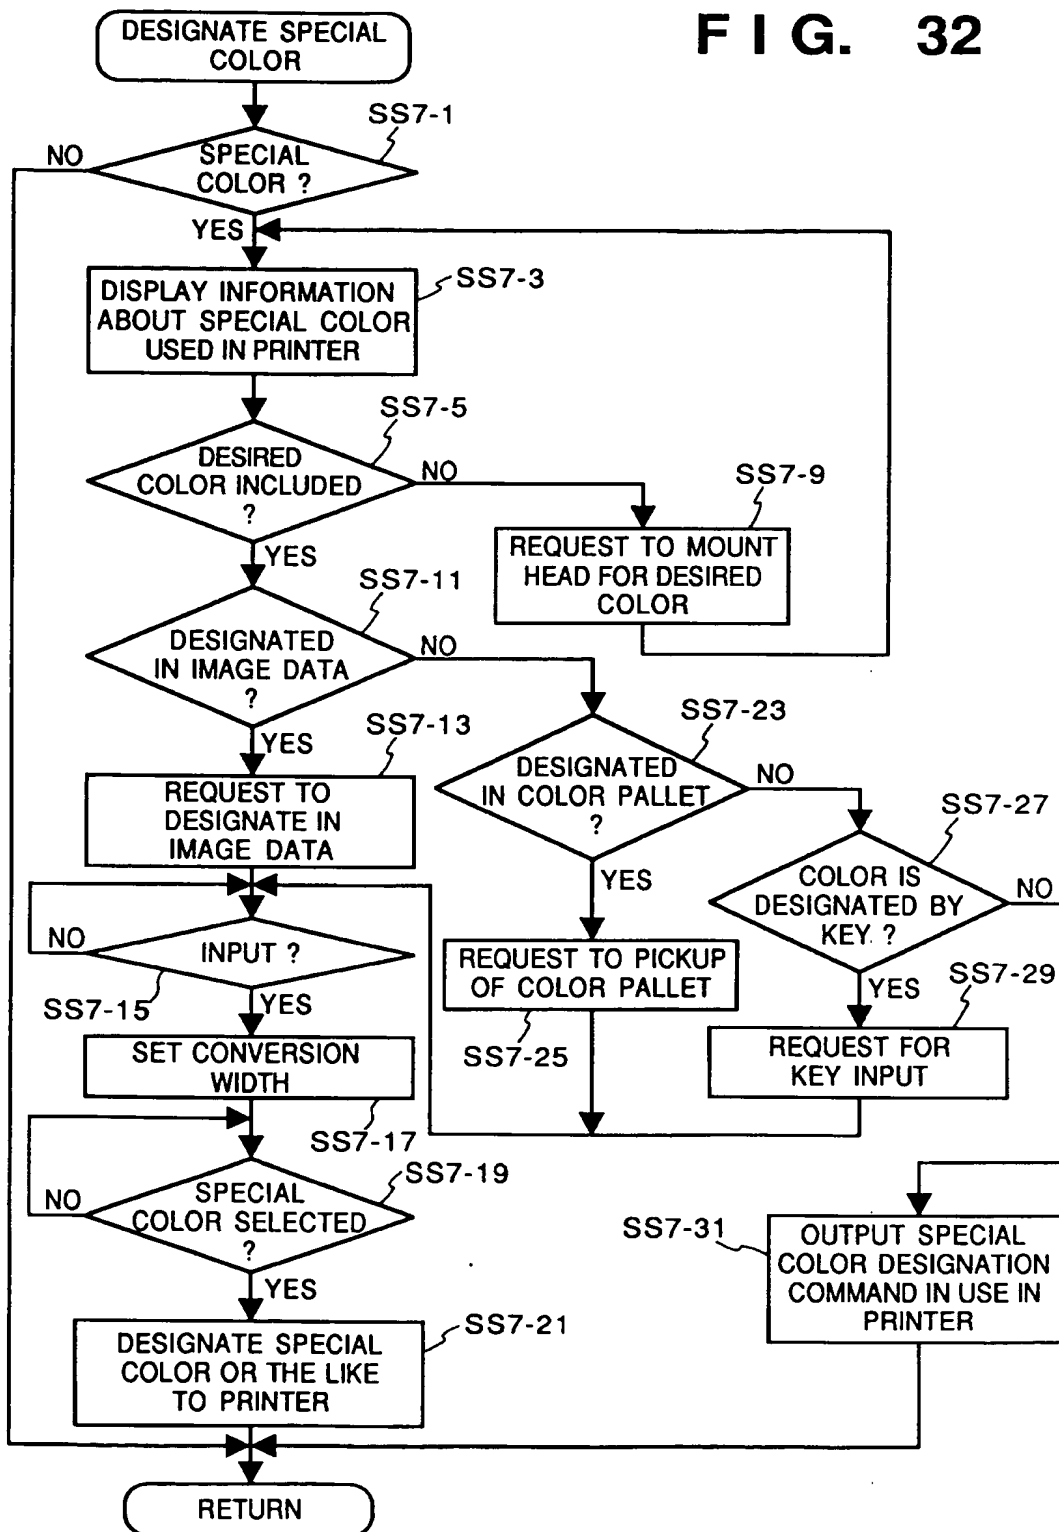 FIG. 32
DESIGNATE SPECIAL
COLOR
SS7-1
NO
SPECIAL
COLOR ?
YES
SS7-3
DISPLAY INFORMATION
ABOUT SPECIAL COLOR
USED IN PRINTER
SS7-5
DESIRED
COLOR INCLUDED
?
NO
SS7-9
REQUEST TO MOUNT
HEAD FOR DESIRED
COLOR
YES
SS7-11
DESIGNATED
IN IMAGE DATA
?
NO
SS7-23
DESIGNATED
IN COLOR PALLET
?
NO
SS7-27
COLOR IS
DESIGNATED BY
KEY ?
NO
YES
SS7-13
REQUEST TO
DESIGNATE IN
IMAGE DATA
YES
REQUEST TO PICKUP
OF COLOR PALLET
SS7-25
YES
SS7-29
REQUEST FOR
KEY INPUT
INPUT ?
NO
SS7-15
YES
SET CONVERSION
WIDTH
SS7-17
SS7-19
SPECIAL
COLOR SELECTED
?
NO
YES
SS7-21
DESIGNATE SPECIAL
COLOR OR THE LIKE
TO PRINTER
SS7-31
OUTPUT SPECIAL
COLOR DESIGNATION
COMMAND IN USE IN
PRINTER
RETURN